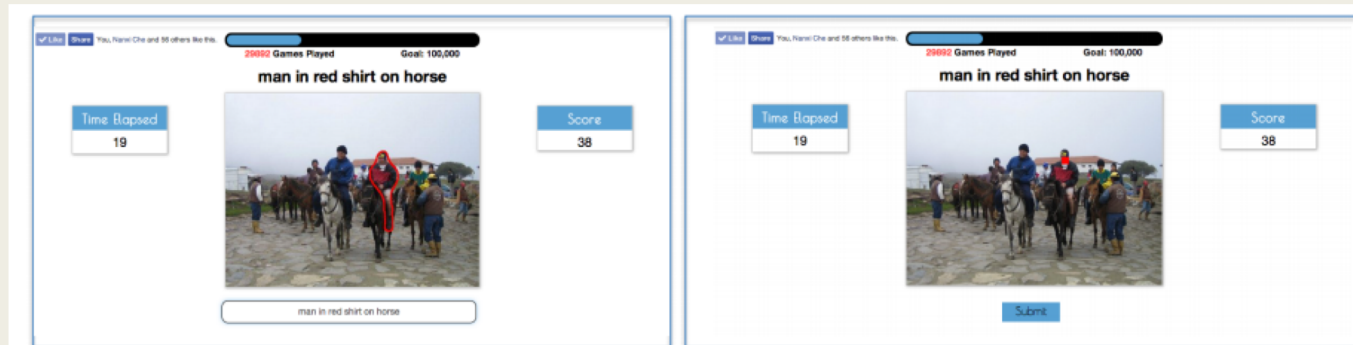 Like Share You, Nanxi Che and 56 others like this.
29892 Games Played Goal: 100,000
man in red shirt on horse
Time Elapsed
19
Score
38
man in red shirt on horse
Like Share You, Nanxi Che and 56 others like this.
29892 Games Played Goal: 100,000
man in red shirt on horse
Time Elapsed
19
Score
38
Submit